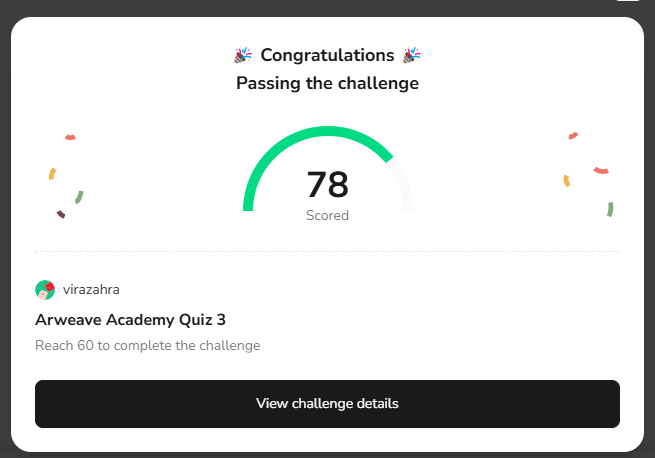 🎉 Congratulations 🎉
Passing the challenge
78
Scored
virazahra
Arweave Academy Quiz 3
Reach 60 to complete the challenge
View challenge details